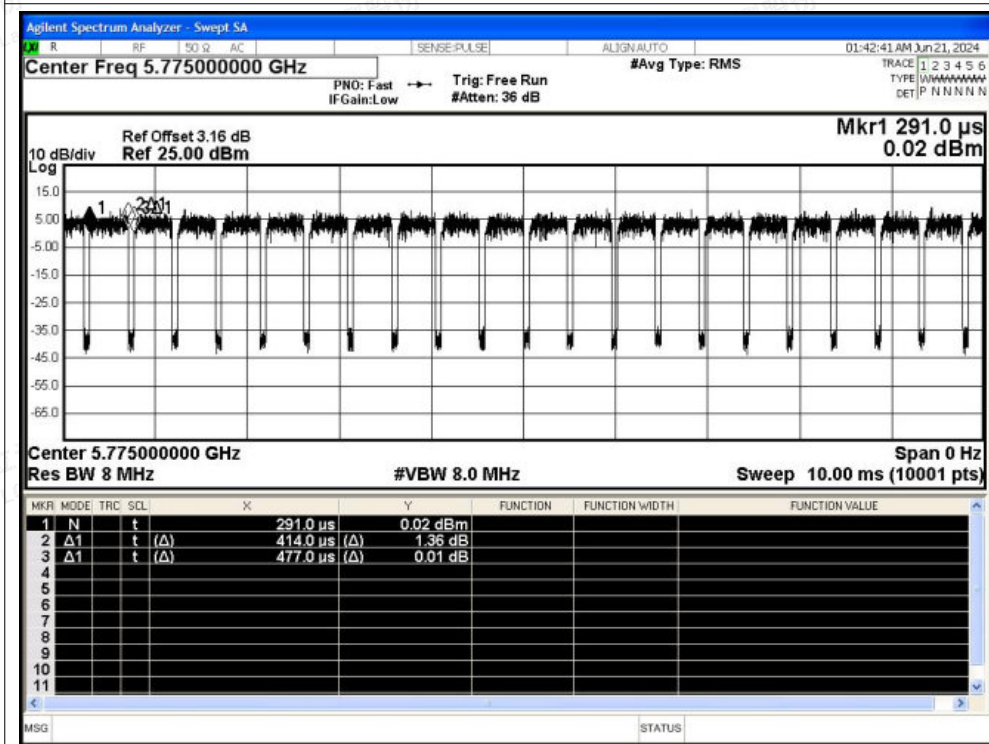 Agilent Spectrum Analyzer - Swept SA
LXI R RF 50 Ω AC SENSE:PULSE ALIGN AUTO 01:42:41 AM Jun 21, 2024
Center Freq 5.775000000 GHz
PNO: Fast
IFGain:Low
Trig: Free Run
#Atten: 36 dB
#Avg Type: RMS
TRACE 1 2 3 4 5 6
TYPE WWWWWW
DET P N N N N N
Mkr1 291.0 µs
0.02 dBm
Ref Offset 3.16 dB
10 dB/div Ref 25.00 dBm
Log
15.0
5.00
-5.00
-15.0
-25.0
-35.0
-45.0
-55.0
-65.0
1
Center 5.775000000 GHz Span 0 Hz
Res BW 8 MHz #VBW 8.0 MHz Sweep 10.00 ms (10001 pts)
MKR MODE TRC SCL X Y FUNCTION FUNCTION WIDTH FUNCTION VALUE
1 N t 291.0 µs 0.02 dBm
2 Δ1 t (Δ) 414.0 µs (Δ) 1.36 dB
3 Δ1 t (Δ) 477.0 µs (Δ) 0.01 dB
4
5
6
7
8
9
10
11
MSG STATUS